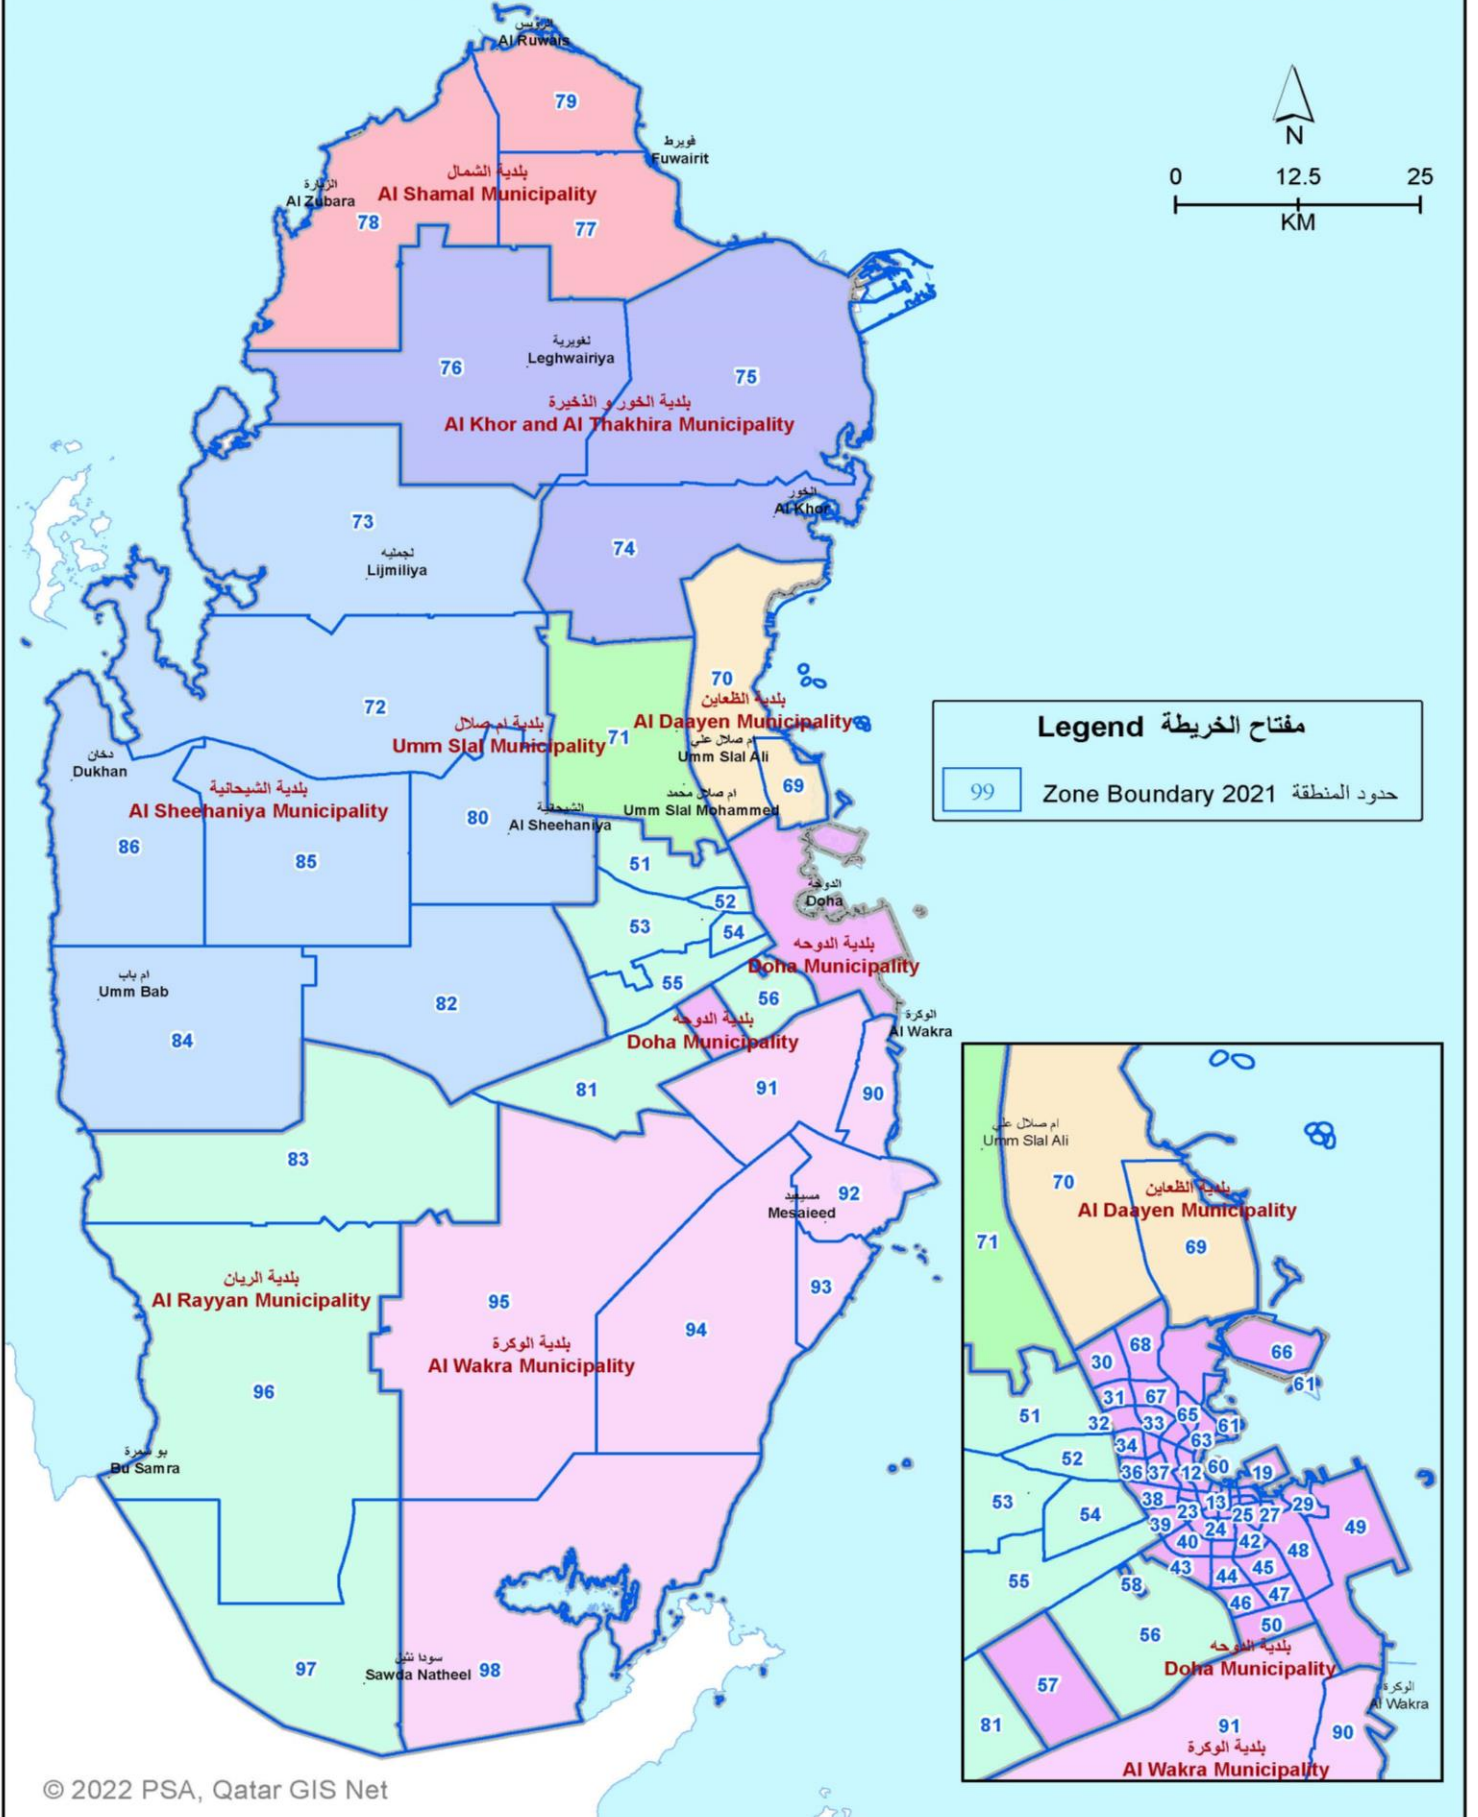 الرويس
Al Ruwais
79
فويرط
Fuwairit
N
0 12.5 25
KM
بلدية الشمال
Al Shamal Municipality
الزبارة
Al Zubara
78
77
لغويرية
Leghwairiya
76
75
بلدية الخور و الذخيرة
Al Khor and Al Thakhira Municipality
الخور
Al Khor
73
74
لجمليه
Lijmiliya
70
بلدية الظعاين
Al Daayen Municipality
72
بلدية ام صلال
Umm Slal Municipality
71
ام صلال علي
Umm Slal Ali
69
مفتاح الخريطة Legend
99 Zone Boundary 2021 حدود المنطقة
دخان
Dukhan
بلدية الشيحانية
Al Sheehaniya Municipality
ام صلال محمد
Umm Slal Mohammed
80
الشيحانية
Al Sheehaniya
86
85
51
52
53
54
الدوحة
Doha
بلدية الدوحه
Doha Municipality
ام باب
Umm Bab
82
55
56
84
بلدية الدوحه
Doha Municipality
الوكرة
Al Wakra
81
91
90
83
92
مسيعيد
Mesaieed
93
بلدية الريان
Al Rayyan Municipality
95
94
بلدية الوكرة
Al Wakra Municipality
96
بو سمرة
Bu Samra
97
سودا نثيل
Sawda Natheel
98
ام صلال علي
Umm Slal Ali
70
بلدية الظعاين
Al Daayen Municipality
71
69
68
30
66
61
31
67
51
32
33
65
61
34
63
52
36
37
12
60
19
53
38
13
29
54
23
25
27
49
39
24
40
42
48
55
43
45
58
44
47
46
56
50
بلدية الدوحه
Doha Municipality
57
الوكرة
Al Wakra
81
91
90
بلدية الوكرة
Al Wakra Municipality
© 2022 PSA, Qatar GIS Net